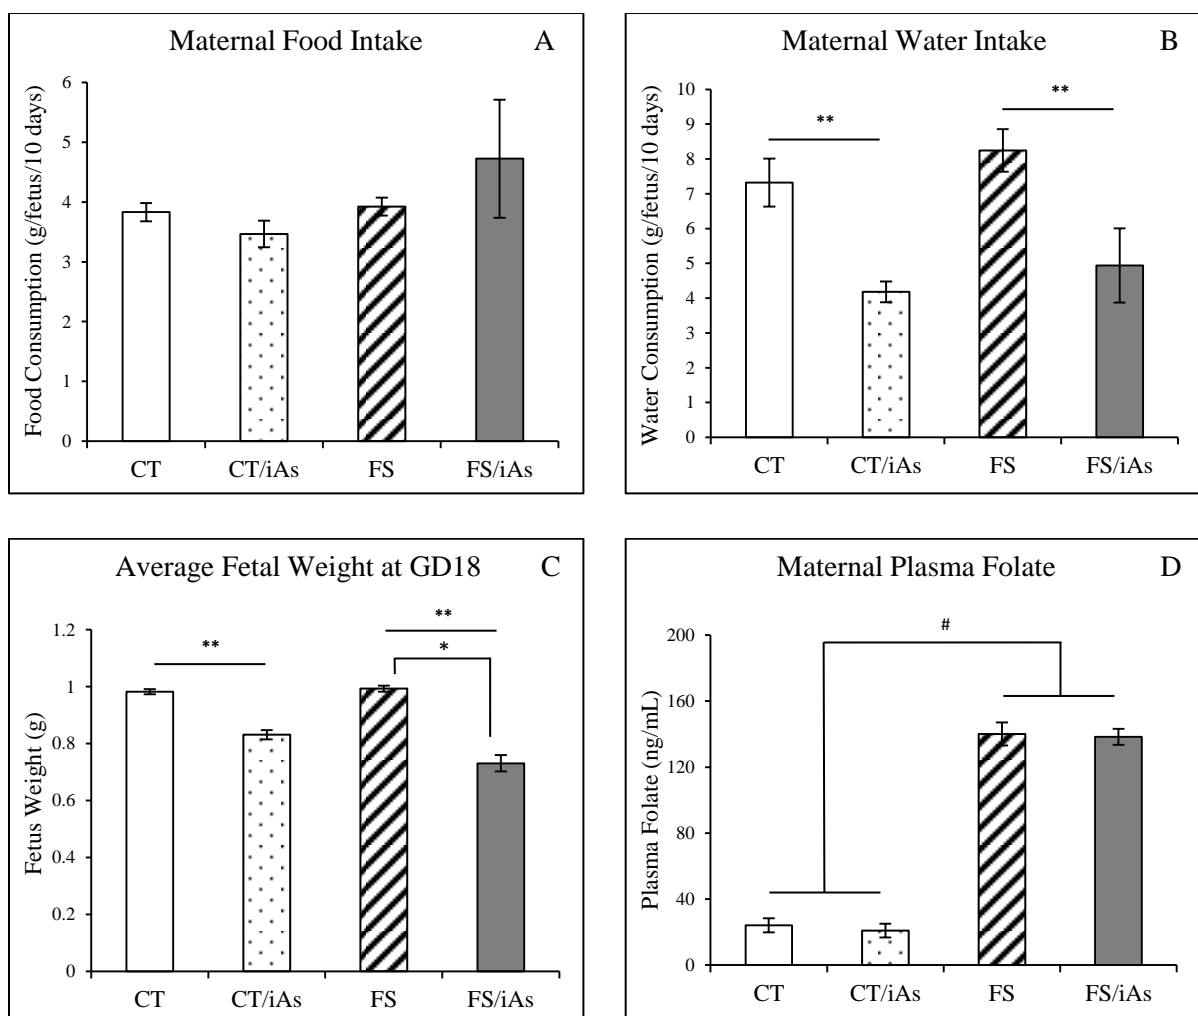 Maternal Food Intake A
Food Consumption (g/fetus/10 days)
6
5
4
3
2
1
0
CT CT/iAs FS FS/iAs
Maternal Water Intake B
Water Consumption (g/fetus/10 days)
10
9
8
7
6
5
4
3
2
1
0
** **
CT CT/iAs FS FS/iAs
Average Fetal Weight at GD18 C
Fetus Weight (g)
1.2
1
0.8
0.6
0.4
0.2
0
** **
*
CT CT/iAs FS FS/iAs
Maternal Plasma Folate D
Plasma Folate (ng/mL)
200
160
120
80
40
0
#
CT CT/iAs FS FS/iAs